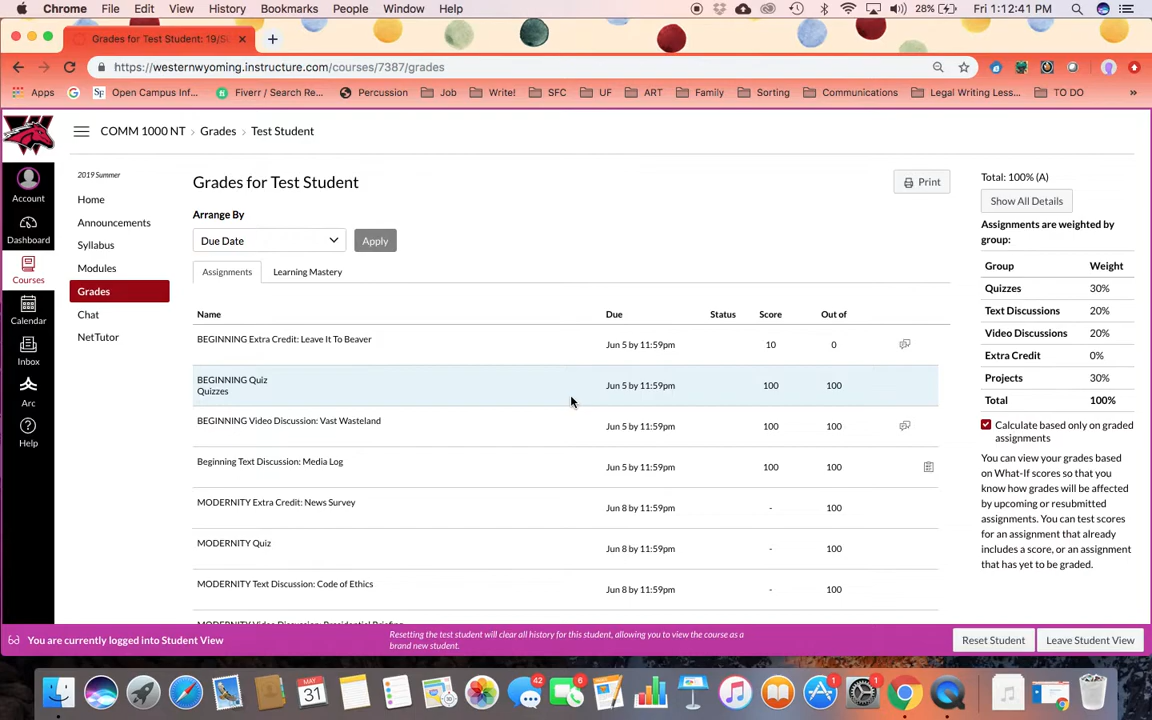 Chrome File Edit View History Bookmarks People Window Help 28% Fri 1:12:41 PM
Grades for Test Student: 19/S
https://westernwyoming.instructure.com/courses/7387/grades
Apps Open Campus Inf... Fiverr / Search Re... Percussion Job Write! SFC UF ART Family Sorting Communications Legal Writing Less... TO DO »
COMM 1000 NT › Grades › Test Student
Account
Dashboard
Courses
Calendar
Inbox
Arc
Help
2019 Summer
Home
Announcements
Syllabus
Modules
Grades
Chat
NetTutor
Grades for Test Student
Print
Arrange By
Due Date
Apply
Assignments Learning Mastery
Name Due Status Score Out of
BEGINNING Extra Credit: Leave It To Beaver Jun 5 by 11:59pm 10 0
BEGINNING Quiz
Quizzes
Jun 5 by 11:59pm 100 100
BEGINNING Video Discussion: Vast Wasteland Jun 5 by 11:59pm 100 100
Beginning Text Discussion: Media Log Jun 5 by 11:59pm 100 100
MODERNITY Extra Credit: News Survey Jun 8 by 11:59pm - 100
MODERNITY Quiz Jun 8 by 11:59pm - 100
MODERNITY Text Discussion: Code of Ethics Jun 8 by 11:59pm - 100
MODERNITY Video Discussion: Presidential Briefing
Total: 100% (A)
Show All Details
Assignments are weighted by
group:
Group Weight
Quizzes 30%
Text Discussions 20%
Video Discussions 20%
Extra Credit 0%
Projects 30%
Total 100%
Calculate based only on graded
assignments
You can view your grades based
on What-If scores so that you
know how grades will be affected
by upcoming or resubmitted
assignments. You can test scores
for an assignment that already
includes a score, or an assignment
that has yet to be graded.
You are currently logged into Student View
Resetting the test student will clear all history for this student, allowing you to view the course as a
brand new student.
Reset Student
Leave Student View
MAY
31
42
6
1
1